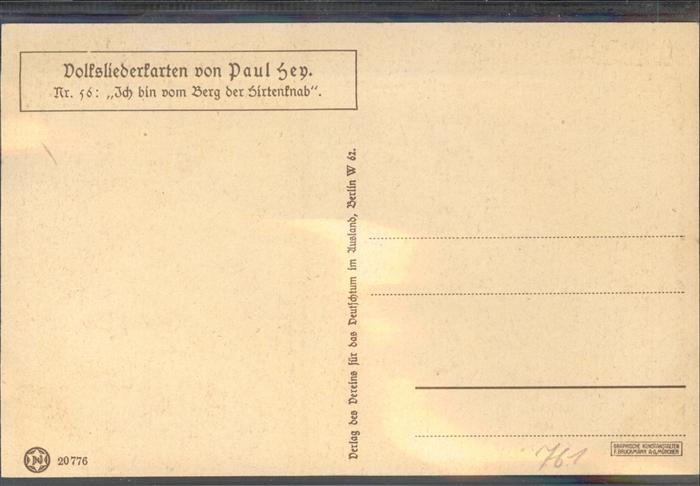 Volksliederkarten von Paul Hey.
Nr. 56: „Ich bin vom Berg der Hirtenknab“.
Verlag des Vereins für das Deutschtum im Ausland, Berlin W 62.
20776
761
GRAPHISCHE KUNSTANSTALTEN
F. BRUCKMANN A.-G., MÜNCHEN